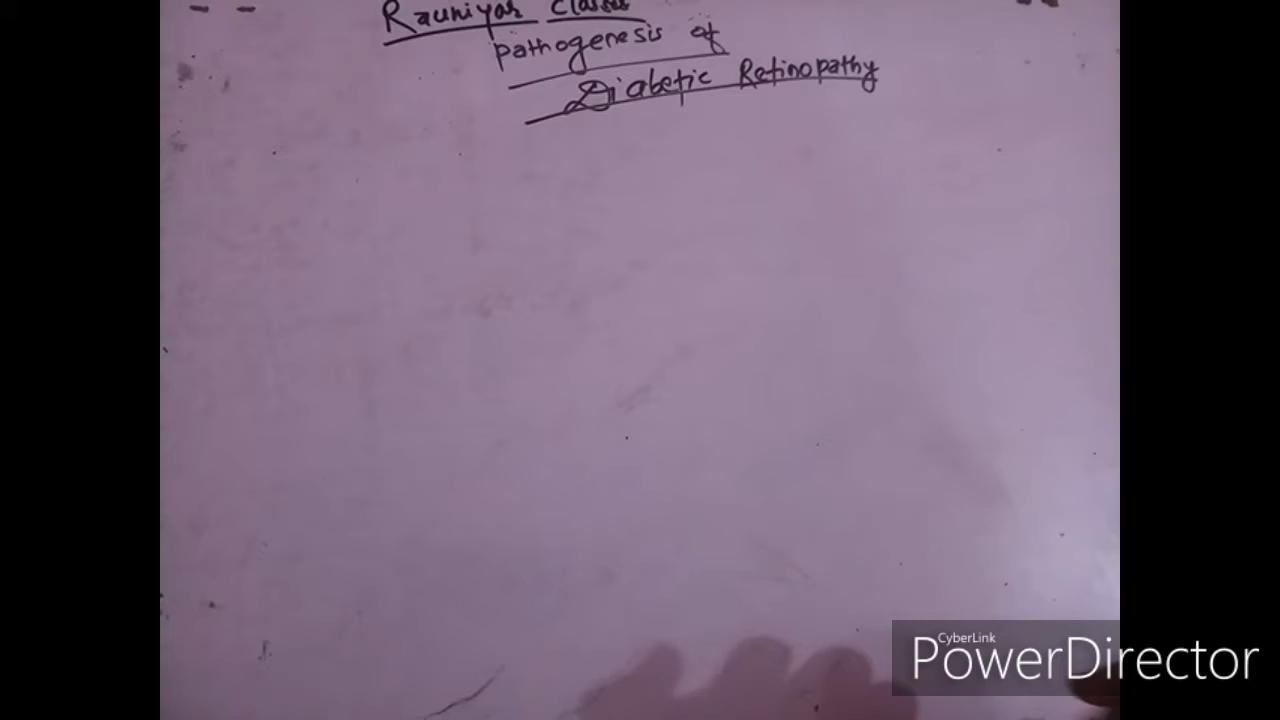 Rauniyar Classes
Pathogenesis of
Diabetic Retinopathy
CyberLink
PowerDirector